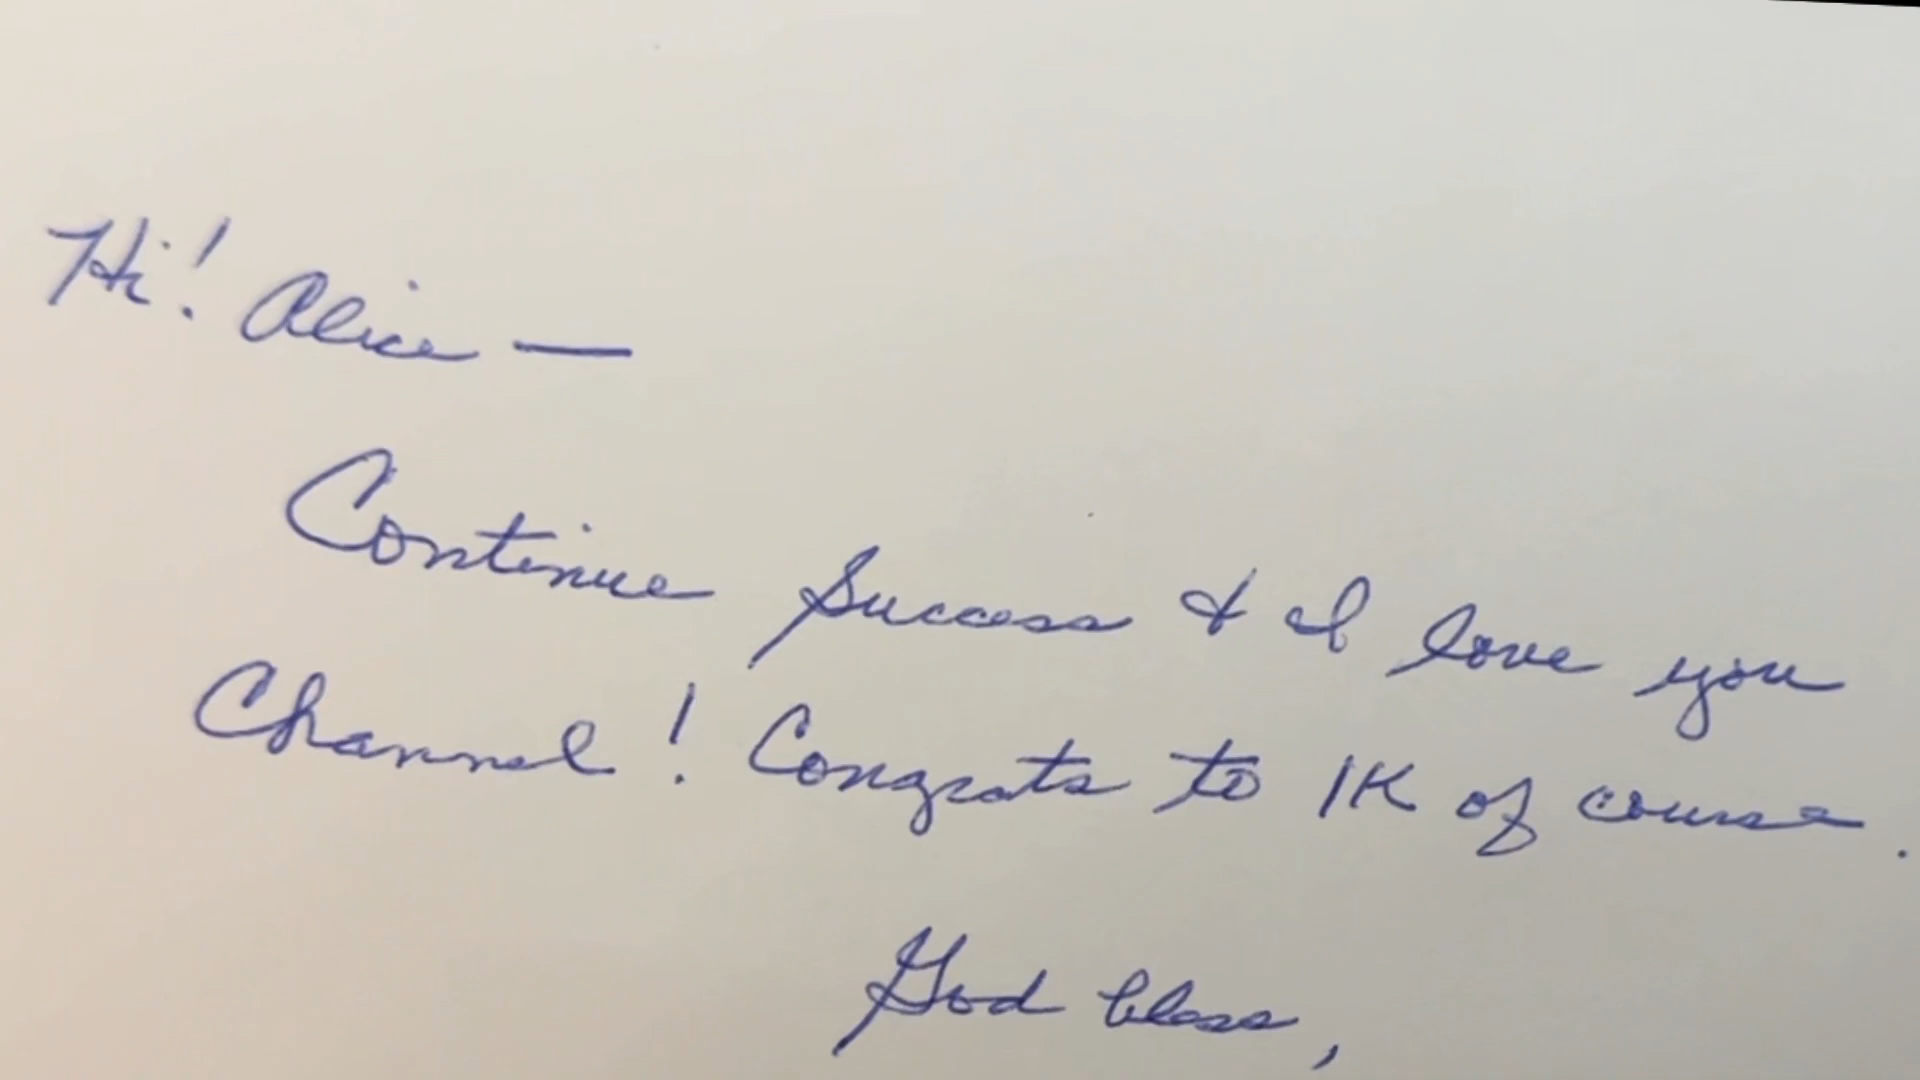 Hi! Alice —
Continue Success & I love you
Channel! Congrats to 1K of course.
God bless,